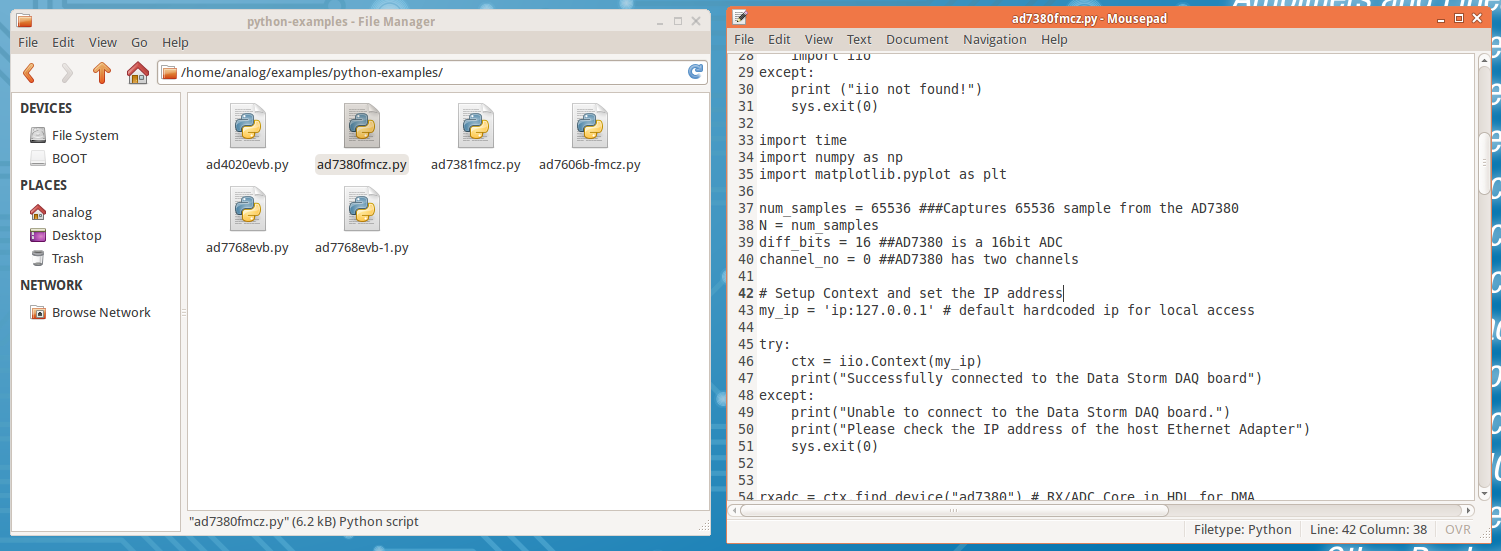 python-examples - File Manager
File Edit View Go Help
/home/analog/examples/python-examples/
DEVICES
File System
BOOT
PLACES
analog
Desktop
Trash
NETWORK
Browse Network
ad4020evb.py
ad7380fmcz.py
ad7381fmcz.py
ad7606b-fmcz.py
ad7768evb.py
ad7768evb-1.py
"ad7380fmcz.py" (6.2 kB) Python script
ad7380fmcz.py - Mousepad
File Edit View Text Document Navigation Help
28     import iio
29 except:
30     print ("iio not found!")
31     sys.exit(0)
32
33 import time
34 import numpy as np
35 import matplotlib.pyplot as plt
36
37 num_samples = 65536 ###Captures 65536 sample from the AD7380
38 N = num_samples
39 diff_bits = 16 ##AD7380 is a 16bit ADC
40 channel_no = 0 ##AD7380 has two channels
41
42 # Setup Context and set the IP address
43 my_ip = 'ip:127.0.0.1' # default hardcoded ip for local access
44
45 try:
46     ctx = iio.Context(my_ip)
47     print("Successfully connected to the Data Storm DAQ board")
48 except:
49     print("Unable to connect to the Data Storm DAQ board.")
50     print("Please check the IP address of the host Ethernet Adapter")
51     sys.exit(0)
52
53
54 rxadc = ctx.find_device("ad7380") # RX/ADC Core in HDL for DMA
Filetype: Python Line: 42 Column: 38 OVR